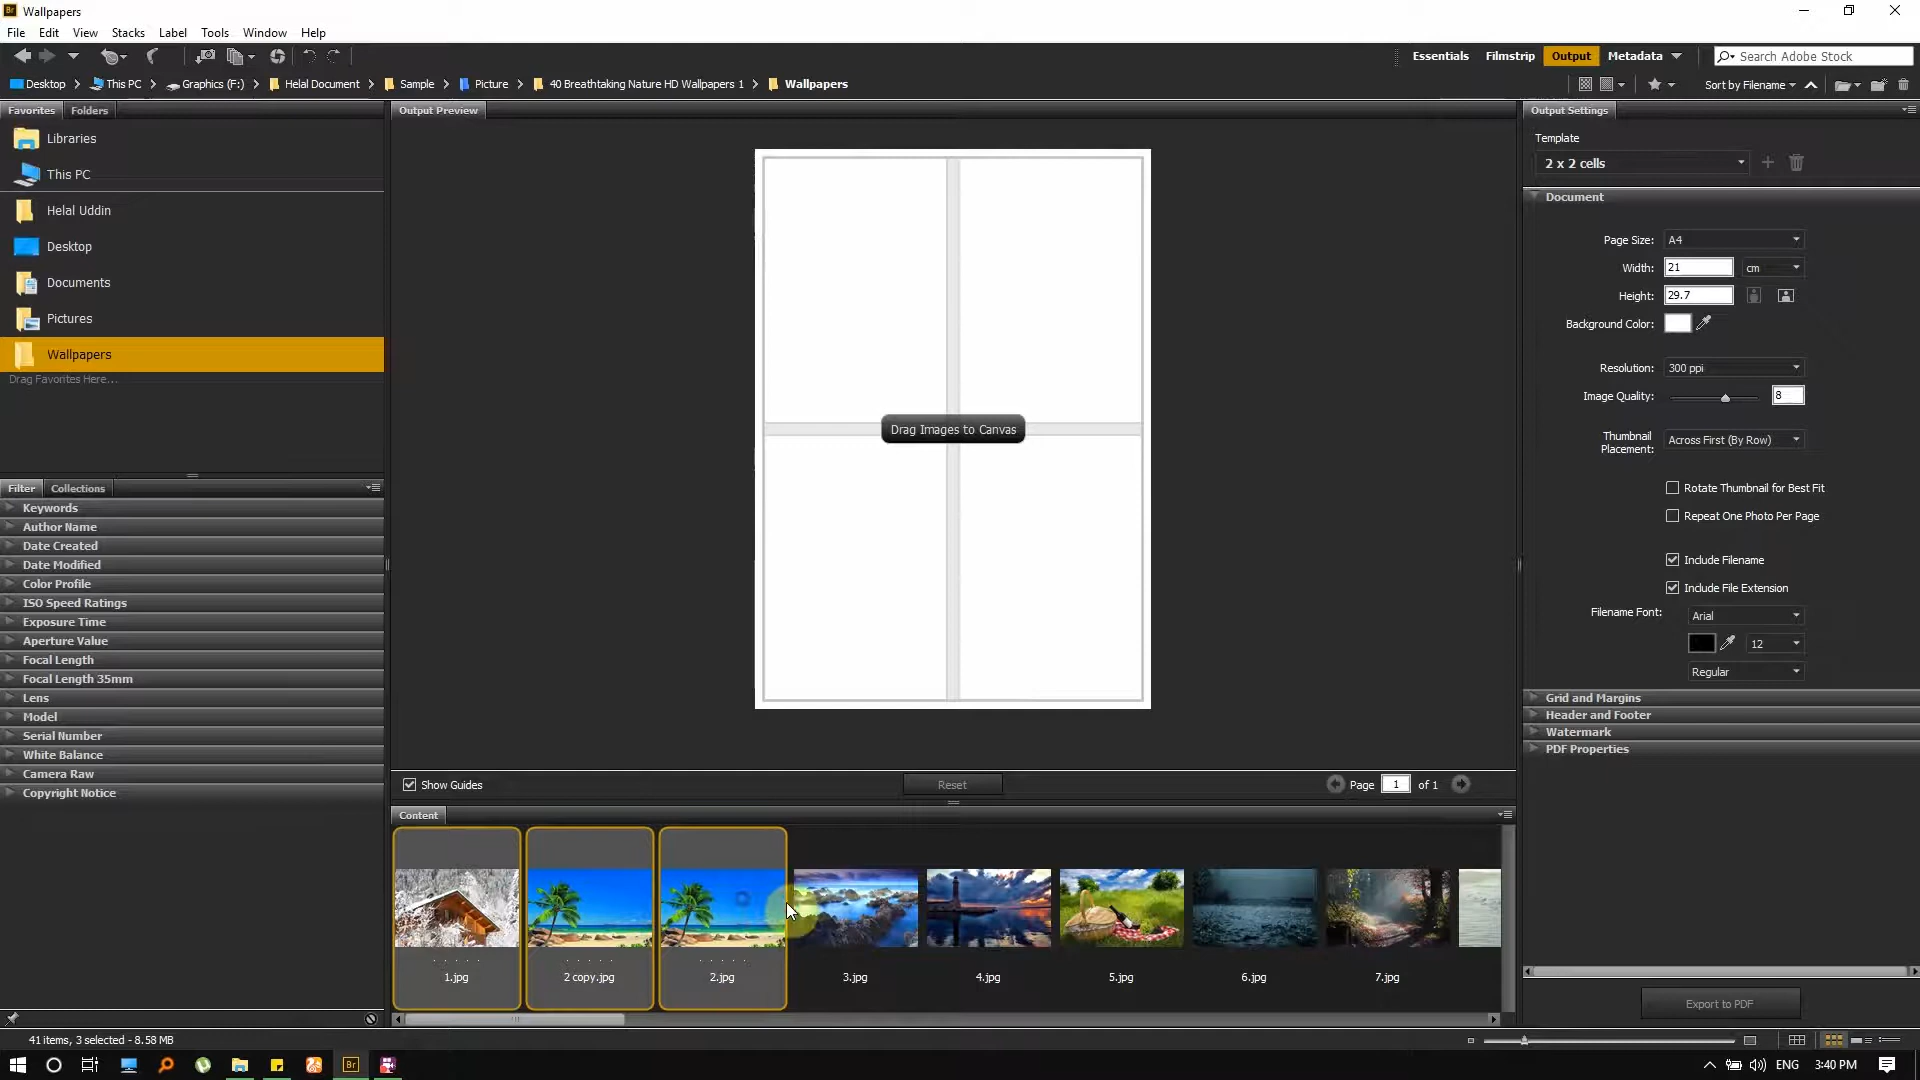 Br Wallpapers
File Edit View Stacks Label Tools Window Help
Essentials Filmstrip Output Metadata Search Adobe Stock
Desktop This PC Graphics (F:) Helal Document Sample Picture 40 Breathtaking Nature HD Wallpapers 1 Wallpapers Sort by Filename
Favorites Folders
Libraries
This PC
Helal Uddin
Desktop
Documents
Pictures
Wallpapers
Drag Favorites Here...
Filter Collections
Keywords
Author Name
Date Created
Date Modified
Color Profile
ISO Speed Ratings
Exposure Time
Aperture Value
Focal Length
Focal Length 35mm
Lens
Model
Serial Number
White Balance
Camera Raw
Copyright Notice
Output Preview
Drag Images to Canvas
Show Guides Reset Page 1 of 1
Content
1.jpg 2 copy.jpg 2.jpg 3.jpg 4.jpg 5.jpg 6.jpg 7.jpg
Output Settings
Template
2 x 2 cells
Document
Page Size: A4
Width: 21 cm
Height: 29.7
Background Color:
Resolution: 300 ppi
Image Quality: 8
Thumbnail
Placement: Across First (By Row)
Rotate Thumbnail for Best Fit
Repeat One Photo Per Page
Include Filename
Include File Extension
Filename Font: Arial
12
Regular
Grid and Margins
Header and Footer
Watermark
PDF Properties
Export to PDF
41 items, 3 selected - 8.58 MB
Br ENG 3:40 PM